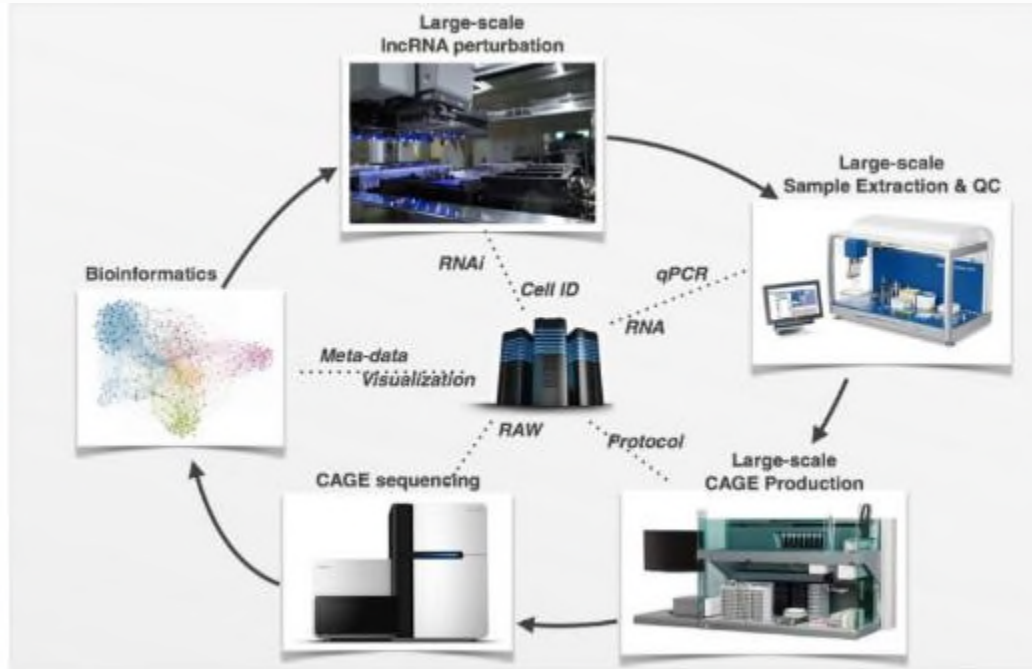 Large-scale
lncRNA perturbation
Large-scale
Sample Extraction & QC
Bioinformatics
RNAi
Cell ID
qPCR
RNA
Meta-data
Visualization
RAW
Protocol
CAGE sequencing
Large-scale
CAGE Production